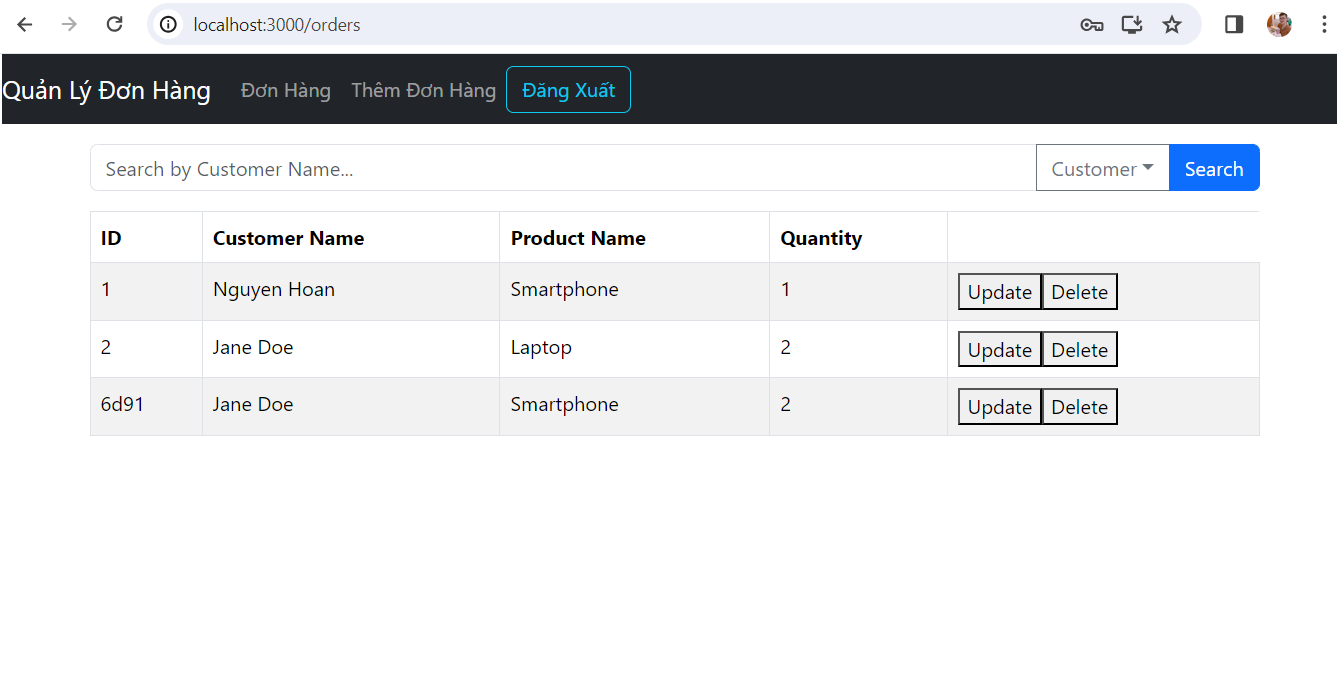 localhost:3000/orders
Quản Lý Đơn Hàng Đơn Hàng Thêm Đơn Hàng Đăng Xuất
Search by Customer Name... Customer Search
ID Customer Name Product Name Quantity
1 Nguyen Hoan Smartphone 1 Update Delete
2 Jane Doe Laptop 2 Update Delete
6d91 Jane Doe Smartphone 2 Update Delete